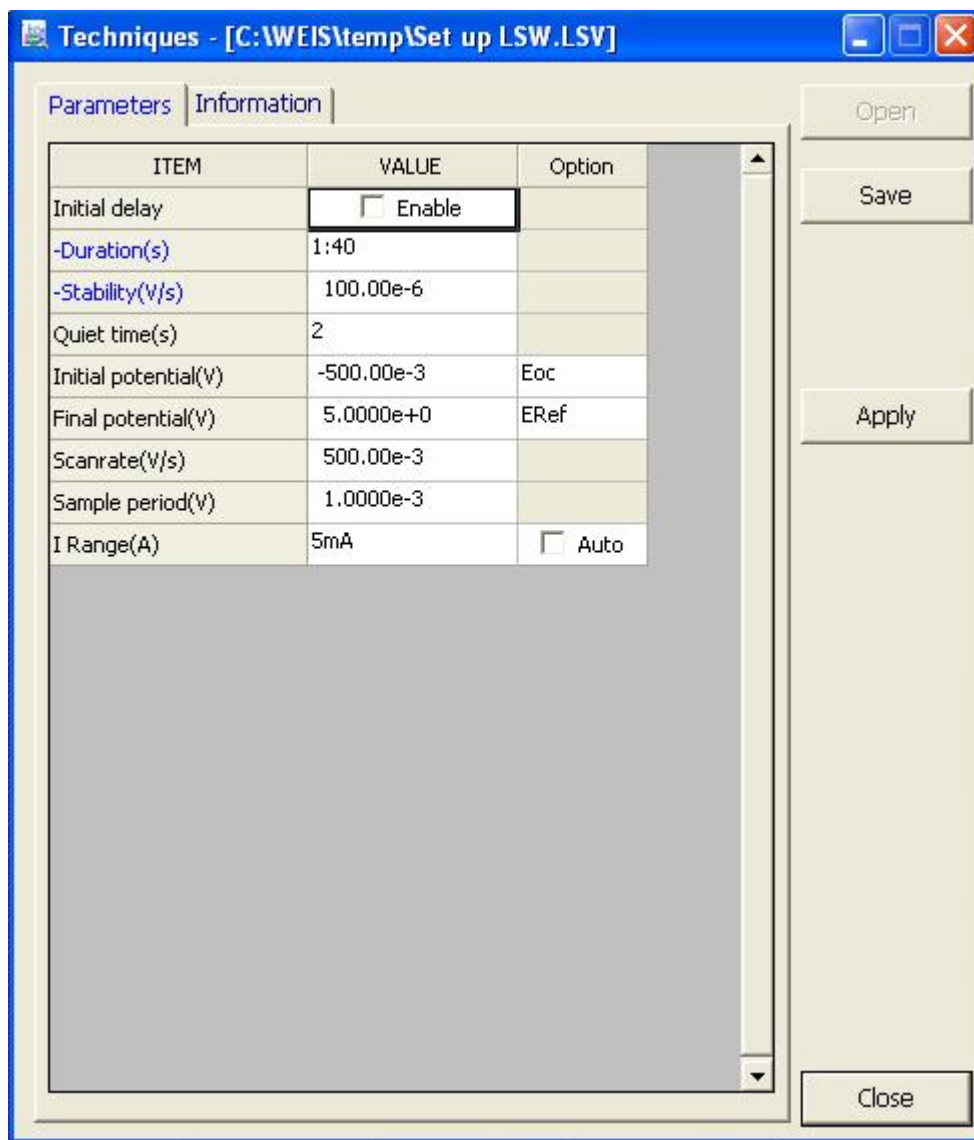 Techniques - [C:\WEIS\temp\Set up LSW.LSV]
Parameters Information
Open
ITEM VALUE Option
Save
Initial delay Enable
-Duration(s) 1:40
-Stability(V/s) 100.00e-6
Quiet time(s) 2
Initial potential(V) -500.00e-3 Eoc
Final potential(V) 5.0000e+0 ERef
Apply
Scanrate(V/s) 500.00e-3
Sample period(V) 1.0000e-3
I Range(A) 5mA Auto
Close